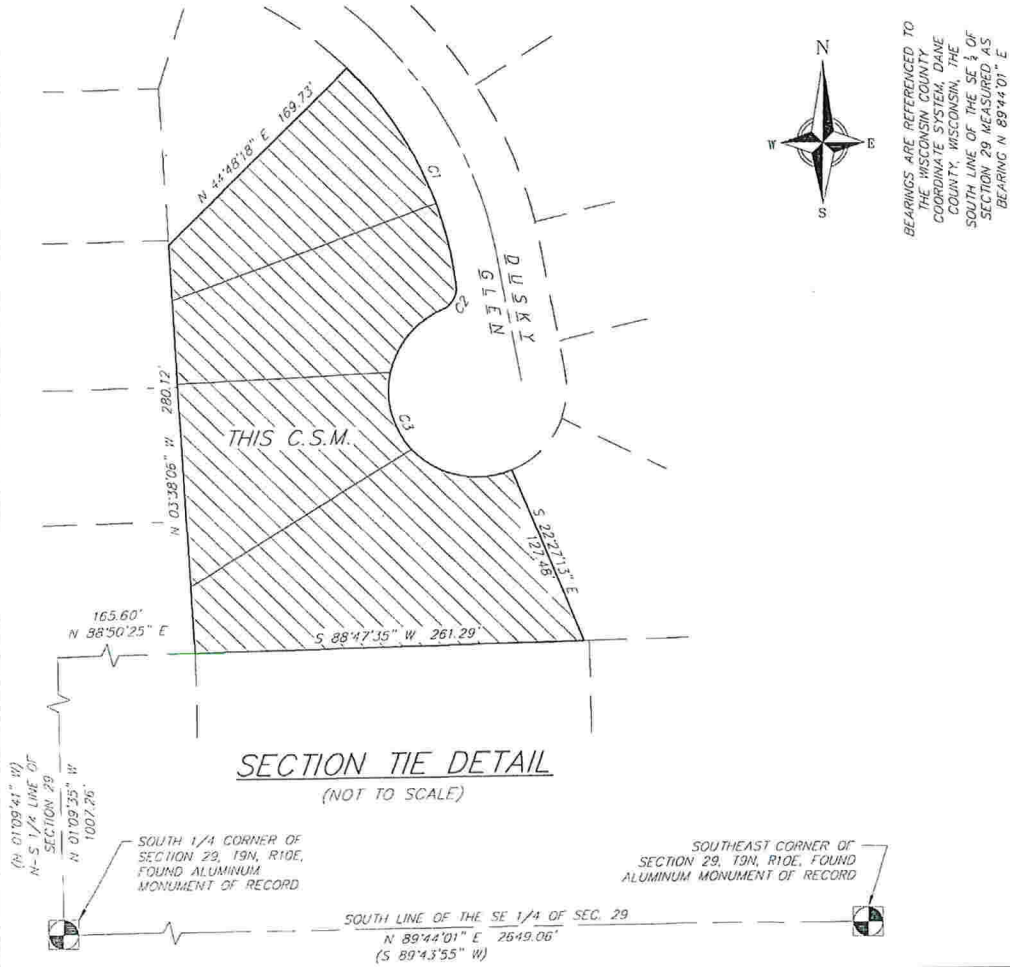 N
W
E
S
BEARINGS ARE REFERENCED TO
THE WISCONSIN COUNTY
COORDINATE SYSTEM, DANE
COUNTY, WISCONSIN, THE
SOUTH LINE OF THE SE ¼ OF
SECTION 29 MEASURED AS
BEARING N 89°44'01" E
N 44°48'18" E 169.73'
C1
C2
DUSKY
GLEN
N 03°38'06" W 280.12'
THIS C.S.M.
C3
S 22°27'13" E
127.48'
165.60'
N 88°50'25" E
S 88°47'35" W 261.29'
SECTION TIE DETAIL
(NOT TO SCALE)
(N 01°09'41" W)
N-S 1/4 LINE OF
SECTION 29
N 01°09'35" W
1007.26'
SOUTH 1/4 CORNER OF
SECTION 29, T9N, R10E,
FOUND ALUMINUM
MONUMENT OF RECORD
SOUTHEAST CORNER OF
SECTION 29, T9N, R10E, FOUND
ALUMINUM MONUMENT OF RECORD
SOUTH LINE OF THE SE 1/4 OF SEC. 29
N 89°44'01" E 2649.06'
(S 89°43'55" W)